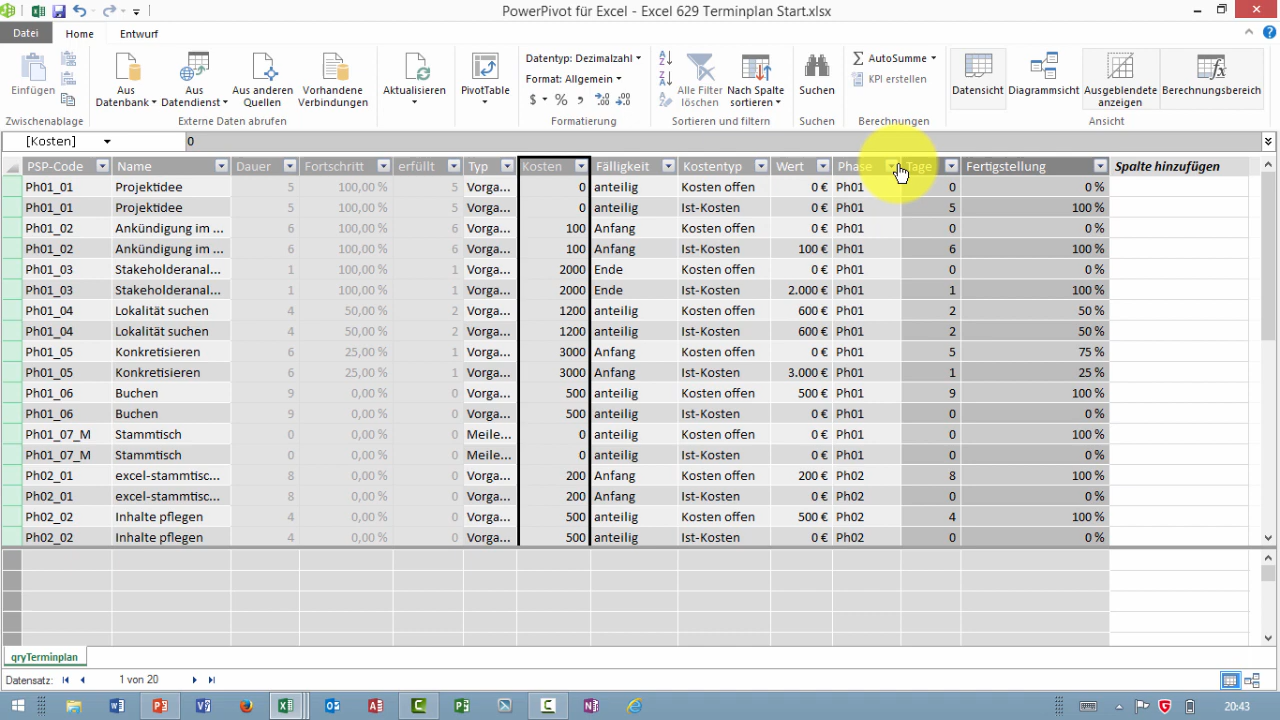 PowerPivot für Excel - Excel 629 Terminplan Start.xlsx
Datei Home Entwurf
Einfügen
Zwischenablage
Aus Datenbank
Aus Datendienst
Aus anderen Quellen
Vorhandene Verbindungen
Externe Daten abrufen
Aktualisieren
PivotTable
Datentyp: Dezimalzahl
Format: Allgemein
$ %
Formatierung
Alle Filter löschen
Nach Spalte sortieren
Sortieren und filtern
Suchen
Suchen
AutoSumme
KPI erstellen
Berechnungen
Datensicht
Diagrammsicht
Ausgeblendete anzeigen
Berechnungsbereich
Ansicht
[Kosten] 0
PSP-Code Name Dauer Fortschritt erfüllt Typ Kosten Fälligkeit Kostentyp Wert Phase Tage Fertigstellung Spalte hinzufügen
Ph01_01 Projektidee 5 100,00 % 5 Vorga... 0 anteilig Kosten offen 0 € Ph01 0 0 %
Ph01_01 Projektidee 5 100,00 % 5 Vorga... 0 anteilig Ist-Kosten 0 € Ph01 5 100 %
Ph01_02 Ankündigung im ... 6 100,00 % 6 Vorga... 100 Anfang Kosten offen 0 € Ph01 0 0 %
Ph01_02 Ankündigung im ... 6 100,00 % 6 Vorga... 100 Anfang Ist-Kosten 100 € Ph01 6 100 %
Ph01_03 Stakeholderanal... 1 100,00 % 1 Vorga... 2000 Ende Kosten offen 0 € Ph01 0 0 %
Ph01_03 Stakeholderanal... 1 100,00 % 1 Vorga... 2000 Ende Ist-Kosten 2.000 € Ph01 1 100 %
Ph01_04 Lokalität suchen 4 50,00 % 2 Vorga... 1200 anteilig Kosten offen 600 € Ph01 2 50 %
Ph01_04 Lokalität suchen 4 50,00 % 2 Vorga... 1200 anteilig Ist-Kosten 600 € Ph01 2 50 %
Ph01_05 Konkretisieren 6 25,00 % 1 Vorga... 3000 Anfang Kosten offen 0 € Ph01 5 75 %
Ph01_05 Konkretisieren 6 25,00 % 1 Vorga... 3000 Anfang Ist-Kosten 3.000 € Ph01 1 25 %
Ph01_06 Buchen 9 0,00 % 0 Vorga... 500 anteilig Kosten offen 500 € Ph01 9 100 %
Ph01_06 Buchen 9 0,00 % 0 Vorga... 500 anteilig Ist-Kosten 0 € Ph01 0 0 %
Ph01_07_M Stammtisch 0 0,00 % 0 Meile... 0 anteilig Kosten offen 0 € Ph01 0 100 %
Ph01_07_M Stammtisch 0 0,00 % 0 Meile... 0 anteilig Ist-Kosten 0 € Ph01 0 0 %
Ph02_01 excel-stammtisc... 8 0,00 % 0 Vorga... 200 Anfang Kosten offen 200 € Ph02 8 100 %
Ph02_01 excel-stammtisc... 8 0,00 % 0 Vorga... 200 Anfang Ist-Kosten 0 € Ph02 0 0 %
Ph02_02 Inhalte pflegen 4 0,00 % 0 Vorga... 500 anteilig Kosten offen 500 € Ph02 4 100 %
Ph02_02 Inhalte pflegen 4 0,00 % 0 Vorga... 500 anteilig Ist-Kosten 0 € Ph02 0 0 %
qryTerminplan
Datensatz: 1 von 20
20:43